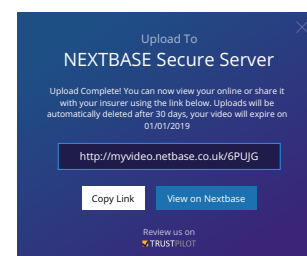 Upload To
NEXTBASE Secure Server
Upload Complete! You can now view your online or share it
with your insurer using the link below. Uploads will be
automatically deleted after 30 days, your video will expire on
01/01/2019
http://myvideo.netbase.co.uk/6PUJG
Copy Link
View on Nextbase
Review us on
TRUSTPILOT